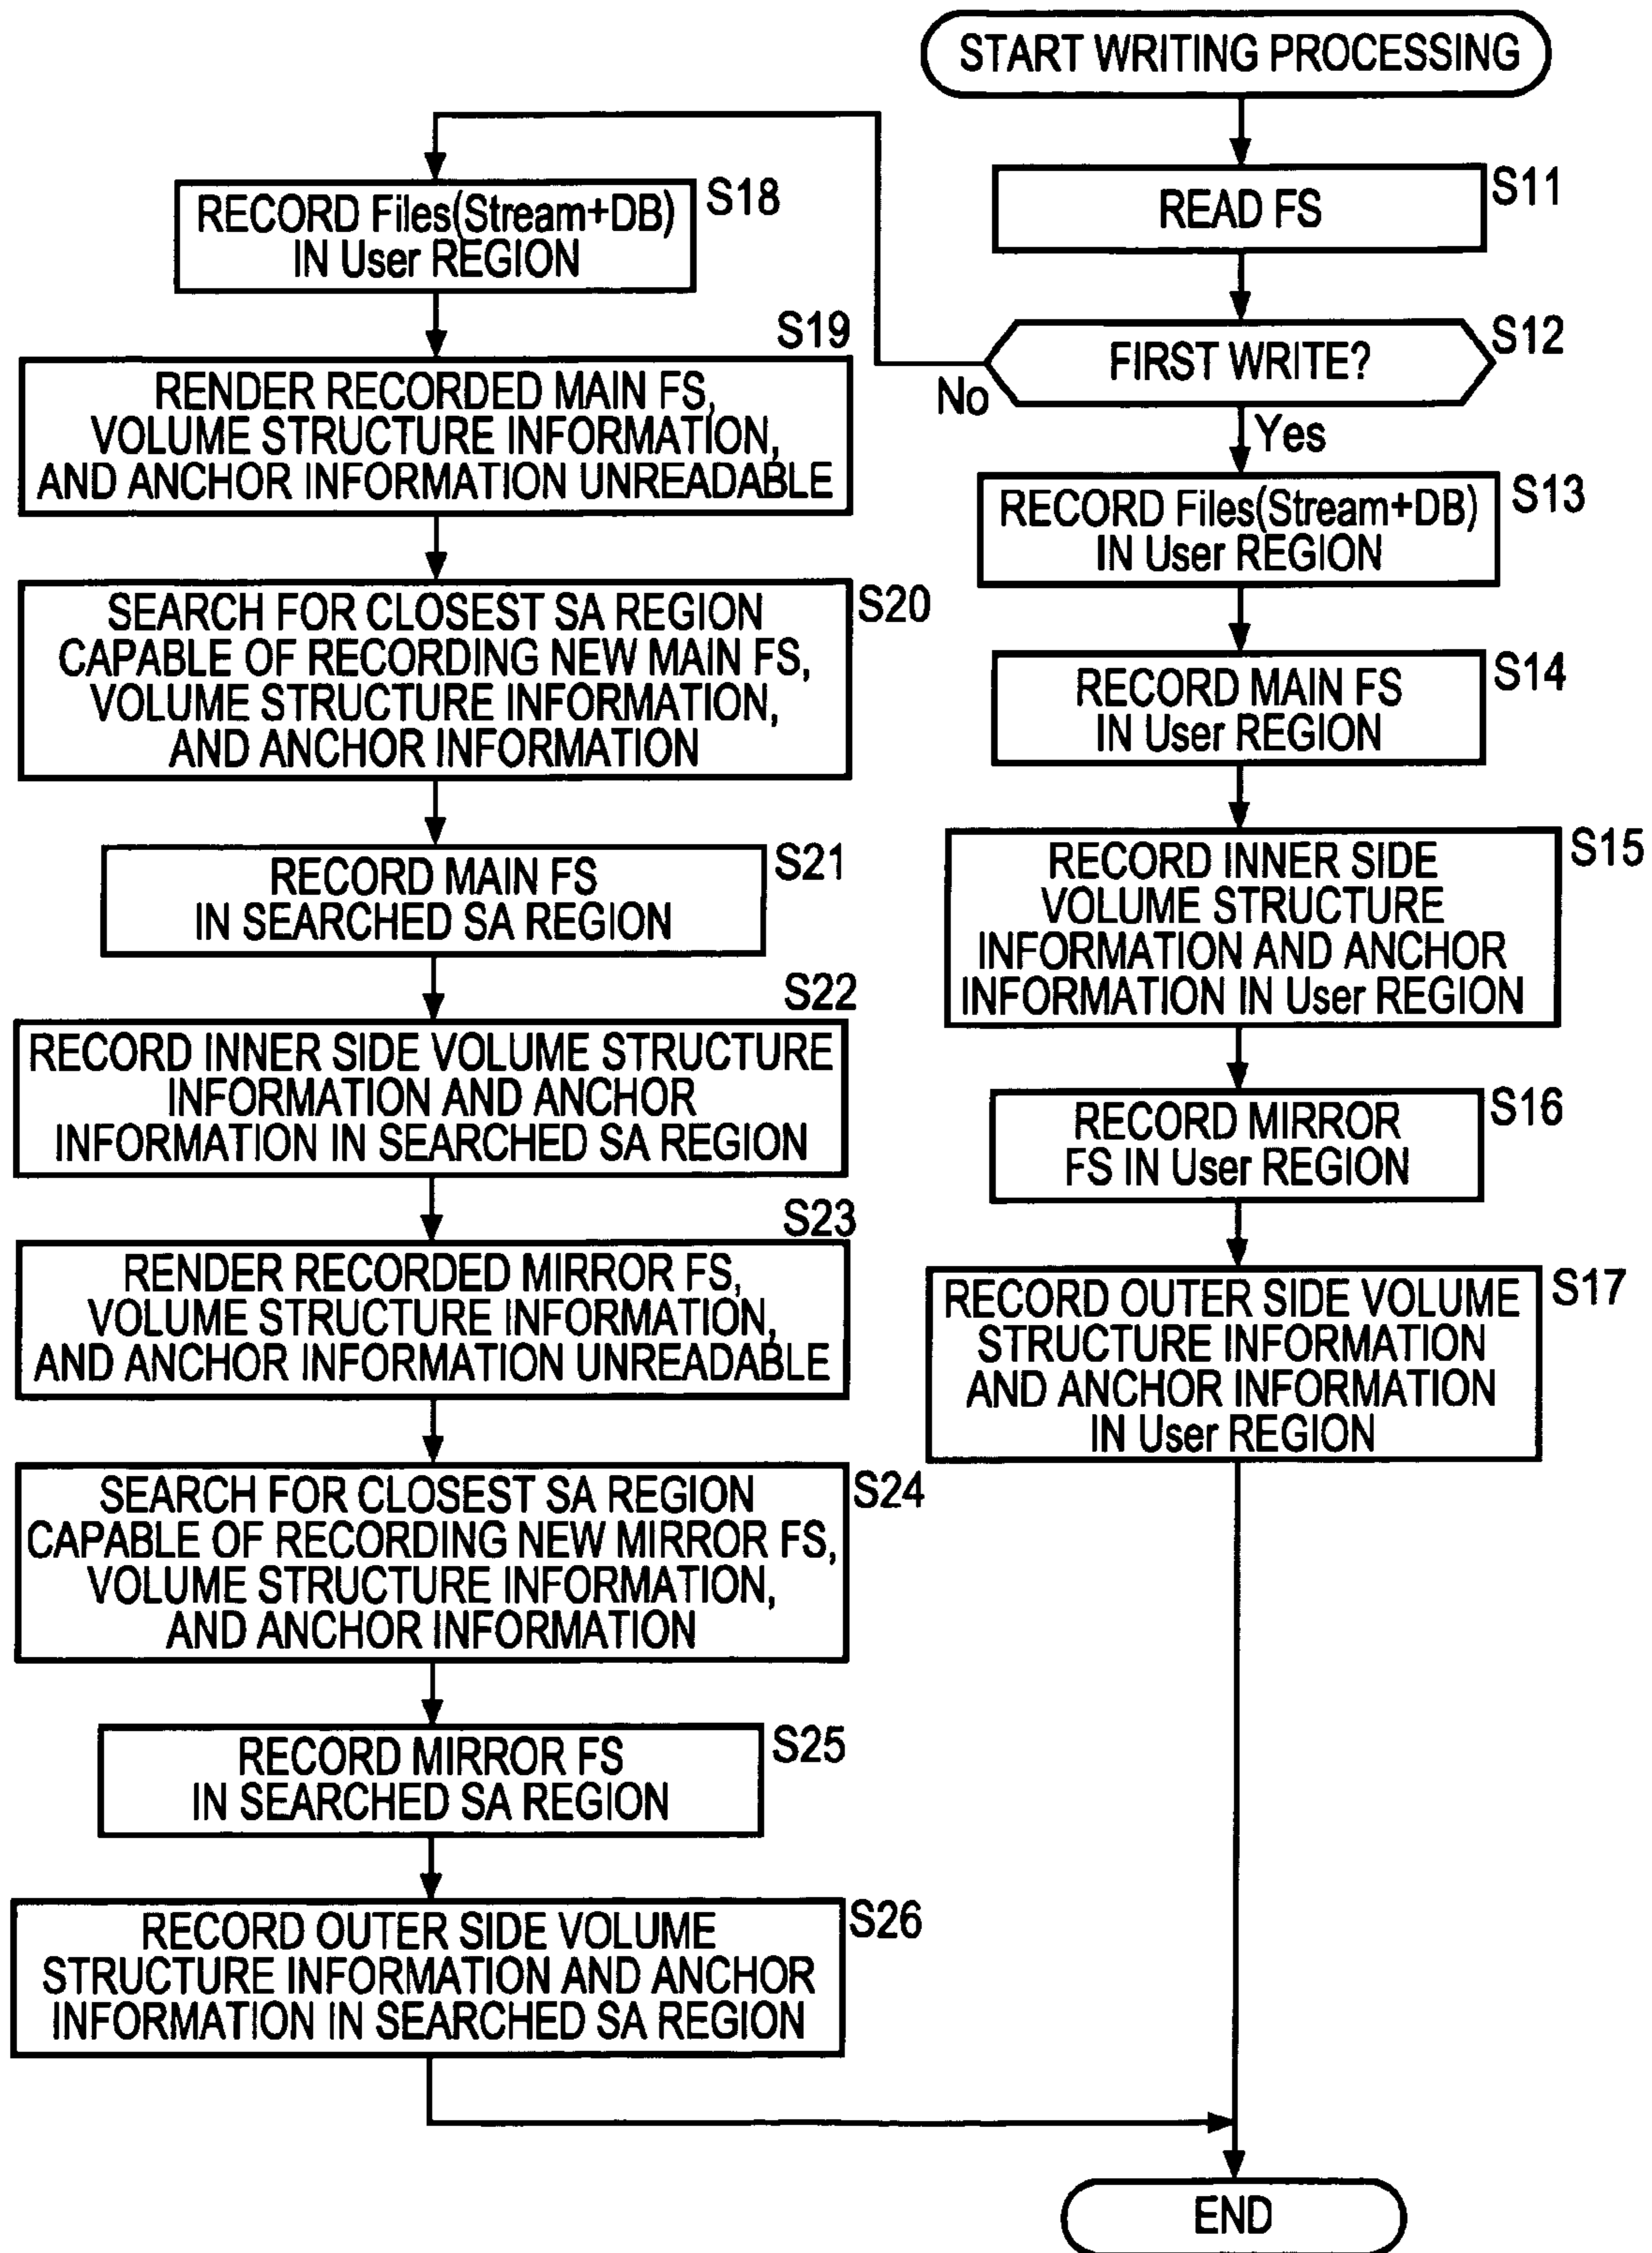 START WRITING PROCESSING
READ FS
S11
FIRST WRITE?
S12
No
Yes
RECORD Files(Stream+DB)
IN User REGION
S13
RECORD MAIN FS
IN User REGION
S14
RECORD INNER SIDE
VOLUME STRUCTURE
INFORMATION AND ANCHOR
INFORMATION IN User REGION
S15
RECORD MIRROR
FS IN User REGION
S16
RECORD OUTER SIDE VOLUME
STRUCTURE INFORMATION
AND ANCHOR INFORMATION
IN User REGION
S17
RECORD Files(Stream+DB)
IN User REGION
S18
S19
RENDER RECORDED MAIN FS,
VOLUME STRUCTURE INFORMATION,
AND ANCHOR INFORMATION UNREADABLE
SEARCH FOR CLOSEST SA REGION
CAPABLE OF RECORDING NEW MAIN FS,
VOLUME STRUCTURE INFORMATION,
AND ANCHOR INFORMATION
S20
RECORD MAIN FS
IN SEARCHED SA REGION
S21
S22
RECORD INNER SIDE VOLUME STRUCTURE
INFORMATION AND ANCHOR
INFORMATION IN SEARCHED SA REGION
S23
RENDER RECORDED MIRROR FS,
VOLUME STRUCTURE INFORMATION,
AND ANCHOR INFORMATION UNREADABLE
SEARCH FOR CLOSEST SA REGION
CAPABLE OF RECORDING NEW MIRROR FS,
VOLUME STRUCTURE INFORMATION,
AND ANCHOR INFORMATION
S24
RECORD MIRROR FS
IN SEARCHED SA REGION
S25
RECORD OUTER SIDE VOLUME
STRUCTURE INFORMATION AND ANCHOR
INFORMATION IN SEARCHED SA REGION
S26
END